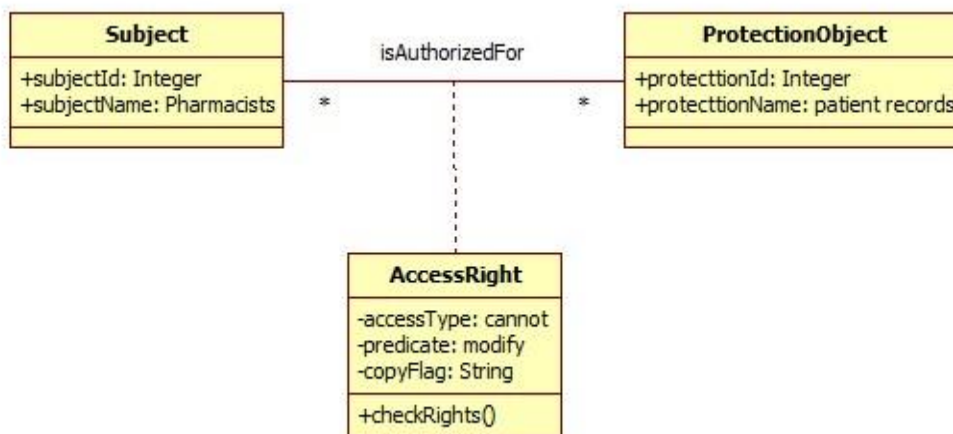 Subject
+subjectId: Integer
+subjectName: Pharmacists
isAuthorizedFor
*
*
ProtectionObject
+protecttionId: Integer
+protecttionName: patient records
AccessRight
-accessType: cannot
-predicate: modify
-copyFlag: String
+checkRights()